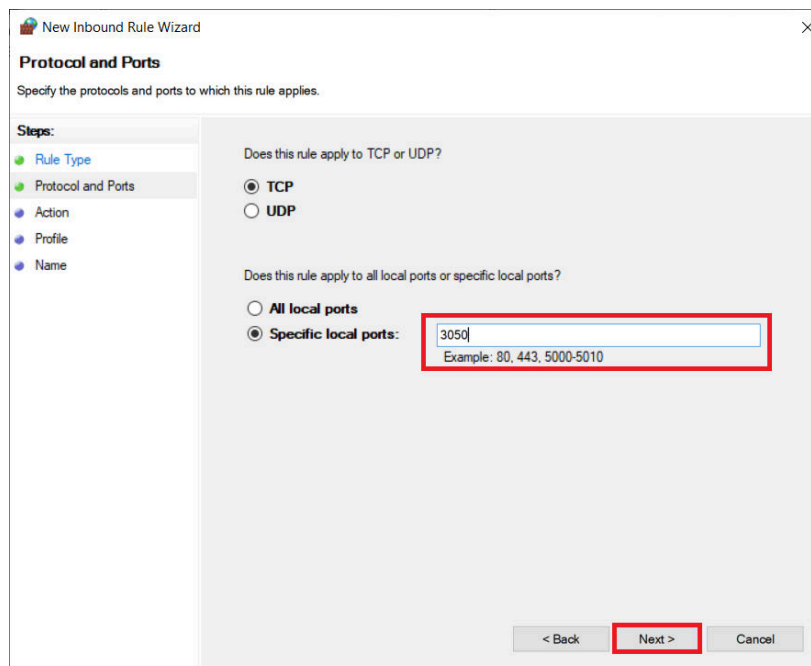 New Inbound Rule Wizard
Protocol and Ports
Specify the protocols and ports to which this rule applies.
Steps:
Rule Type
Protocol and Ports
Action
Profile
Name
Does this rule apply to TCP or UDP?
TCP
UDP
Does this rule apply to all local ports or specific local ports?
All local ports
Specific local ports:
3050
Example: 80, 443, 5000-5010
< Back
Next >
Cancel